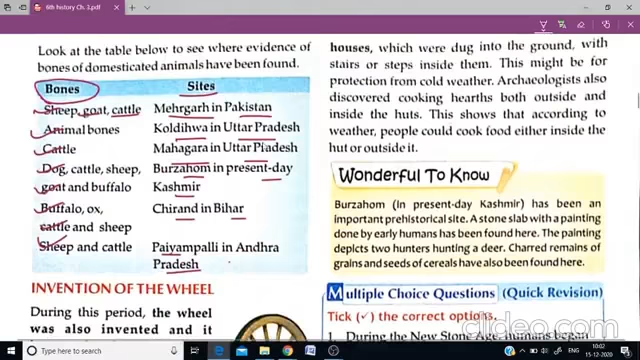 6th history Ch. 3.pdf
Look at the table below to see where evidence of
bones of domesticated animals have been found.
Bones Sites
Sheep, goat, cattle Mehrgarh in Pakistan
Animal bones Koldihwa in Uttar Pradesh
Cattle Mahagara in Uttar Pradesh
Dog, cattle, sheep, Burzahom in present-day
goat and buffalo Kashmir
Buffalo, ox, Chirand in Bihar
cattle and sheep
Sheep and cattle Paiyampalli in Andhra
Pradesh
INVENTION OF THE WHEEL
During this period, the wheel
was also invented and it
houses, which were dug into the ground, with
stairs or steps inside them. This might be for
protection from cold weather. Archaeologists also
discovered cooking hearths both outside and
inside the huts. This shows that according to
weather, people could cook food either inside the
hut or outside it.
Wonderful To Know
Burzahom (in present-day Kashmir) has been an
important prehistorical site. A stone slab with a painting
done by early humans has been found here. The painting
depicts two hunters hunting a deer. Charred remains of
grains and seeds of cereals have also been found here.
Multiple Choice Questions (Quick Revision)
Tick (✓) the correct options.
1. During the New Stone Age, humans began
clideo.com
Type here to search
ENG
10:02
15-12-2020